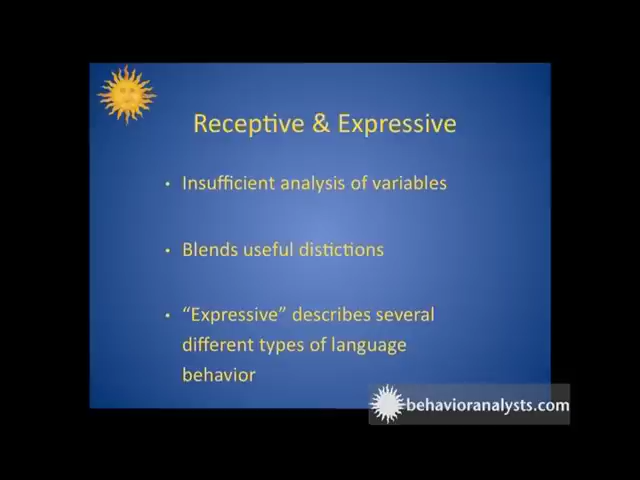 Receptive & Expressive
• Insufficient analysis of variables
• Blends useful distictions
• “Expressive” describes several
different types of language
behavior
behavioranalysts.com